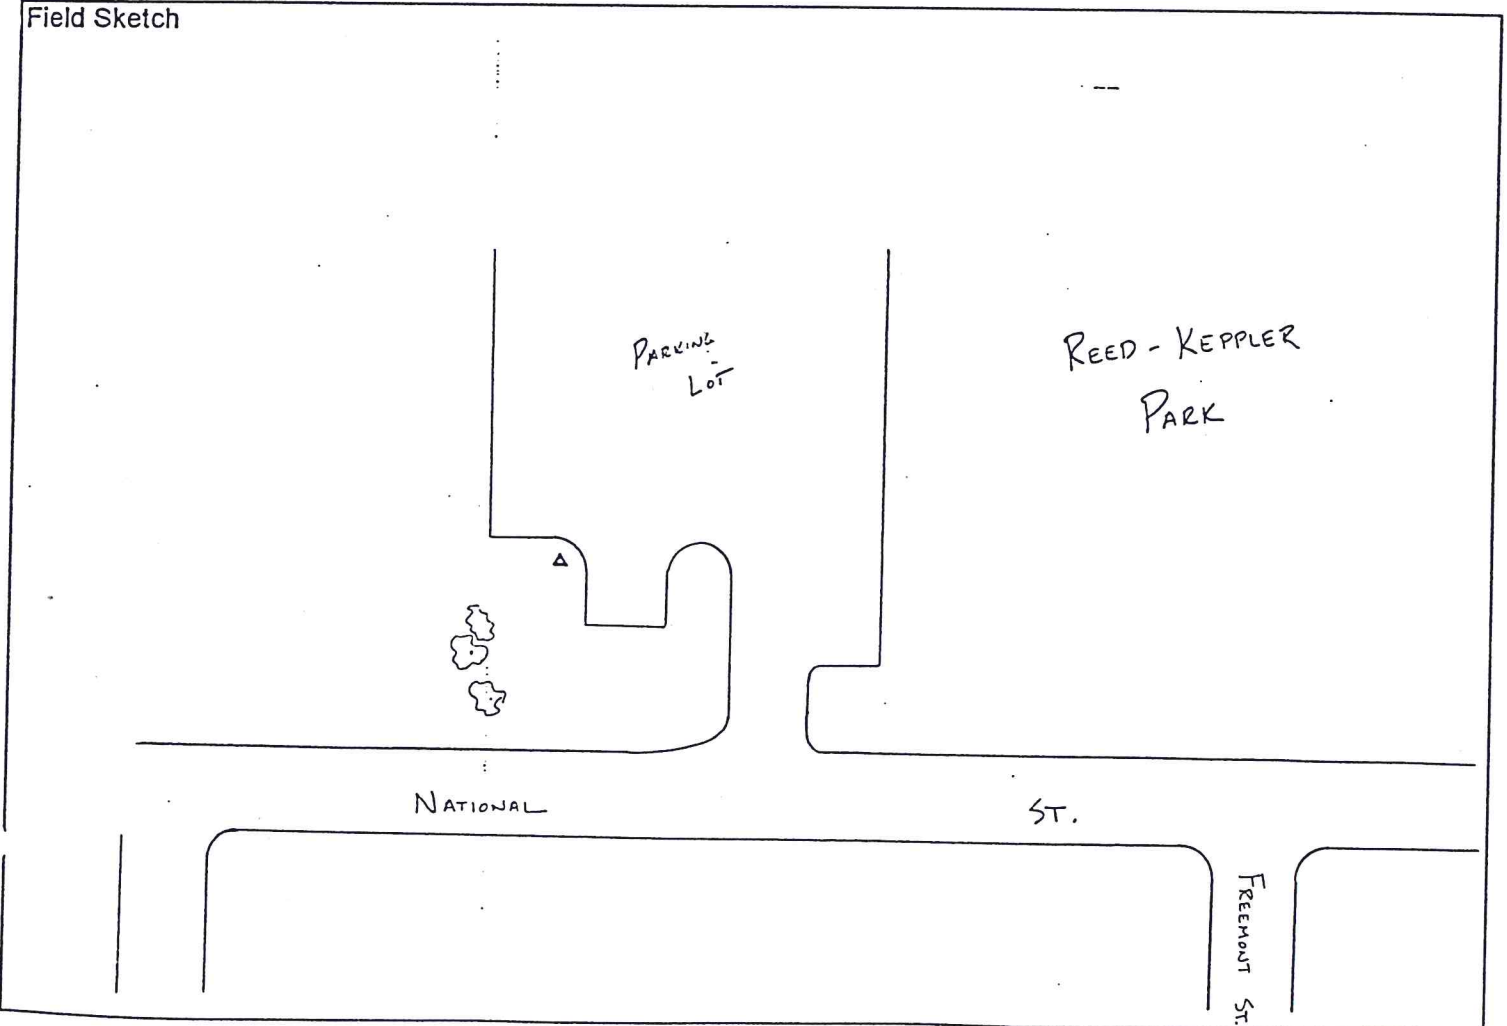 Field Sketch
PARKING
LOT
REED - KEPPLER
PARK
NATIONAL ST.
FREEMONT ST.